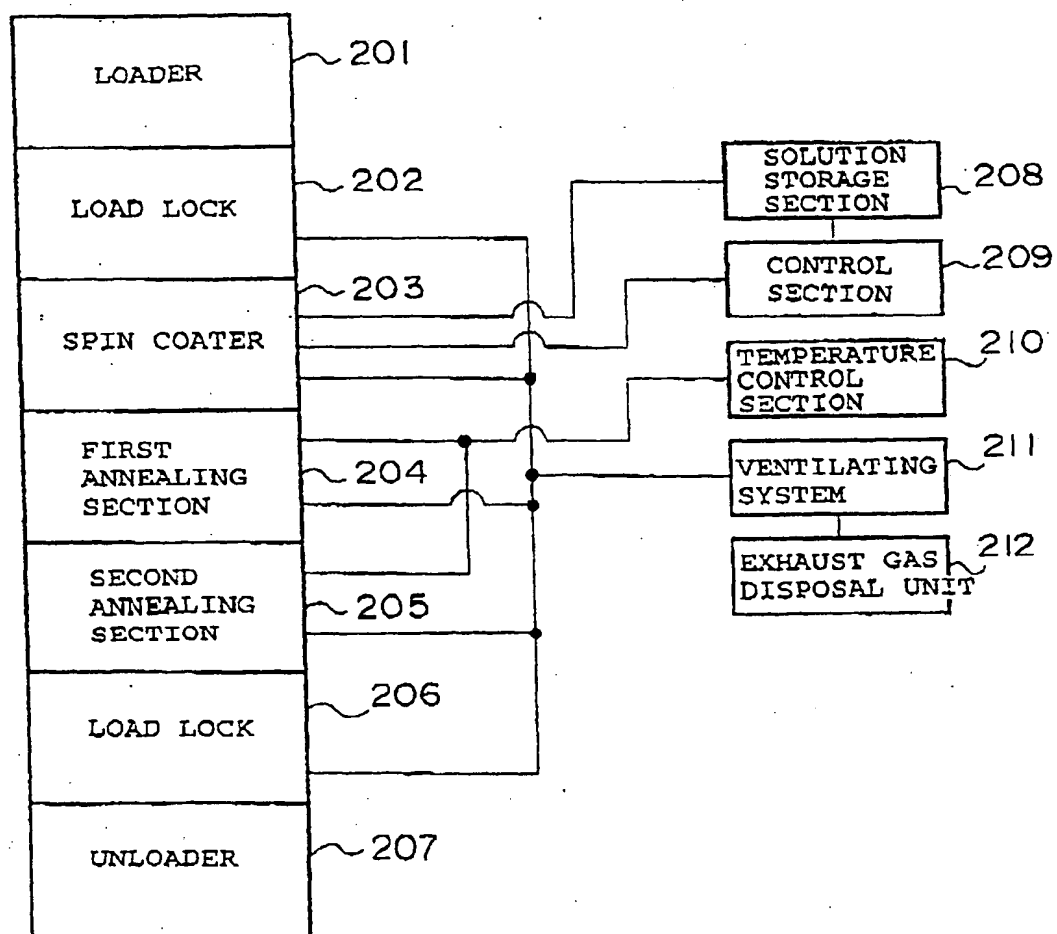 LOADER
201
LOAD LOCK
202
203
SPIN COATER
FIRST
ANNEALING
SECTION
204
SECOND
ANNEALING
SECTION
205
LOAD LOCK
206
UNLOADER
207
SOLUTION
STORAGE
SECTION
208
CONTROL
SECTION
209
TEMPERATURE
CONTROL
SECTION
210
VENTILATING
SYSTEM
211
EXHAUST GAS
DISPOSAL UNIT
212